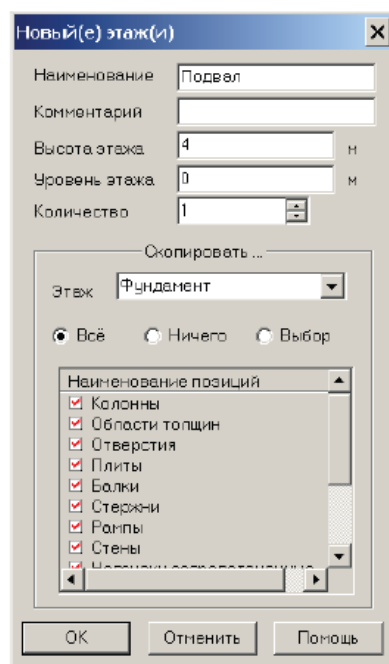 Новый(е) этаж(и)
Наименование Подвал
Комментарий
Высота этажа 4 м
Уровень этажа 0 м
Количество 1
Скопировать ...
Этаж Фундамент
Всё Ничего Выбор
Наименование позиций
Колонны
Области толщин
Отверстия
Плиты
Балки
Стержни
Рампы
Стены
OK Отменить Помощь